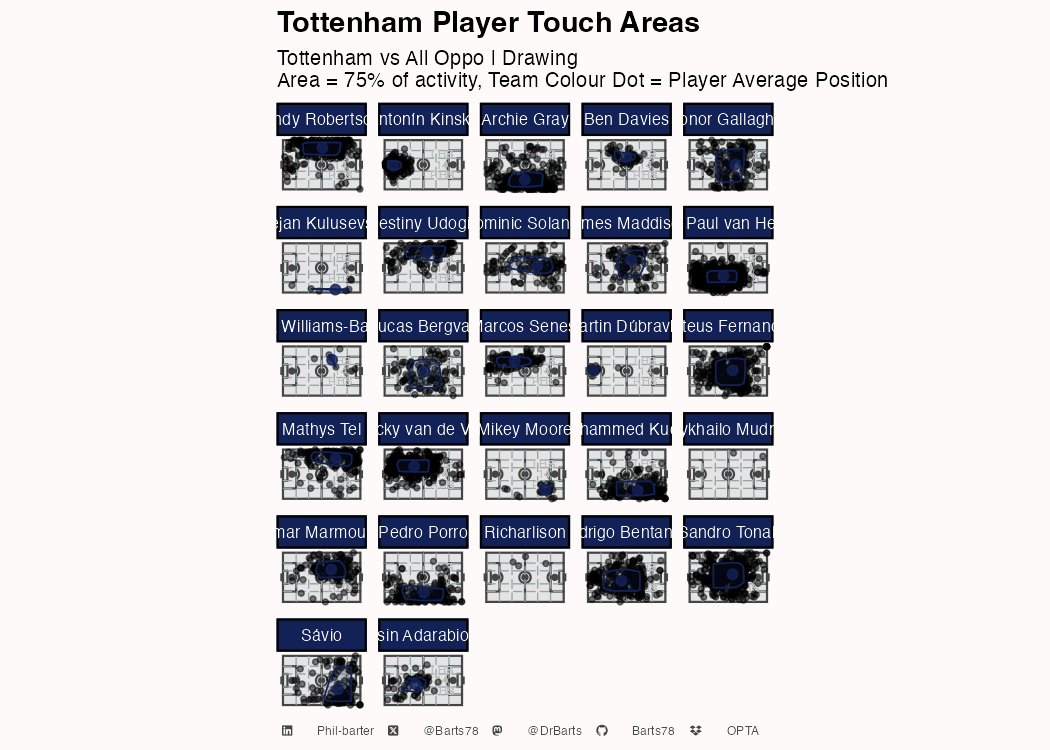 Tottenham Player Touch Areas
Tottenham vs All Oppo | Drawing
Area = 75% of activity, Team Colour Dot = Player Average Position
ndy Robertso ntonín Kinsk Archie Gray Ben Davies onor Gallagh
ejan Kulusevs estiny Udogi ominic Solan mes Maddis Paul van He
Williams-Ba ucas Bergva Marcos Senes artin Dúbravk teus Fernand
Mathys Tel cky van de V Mikey Moore hammed Kud ykhailo Mudr
mar Marmou Pedro Porro Richarlison drigo Bentan Sandro Tonal
Sávio sin Adarabio
Phil-barter @Barts78 @DrBarts Barts78 OPTA